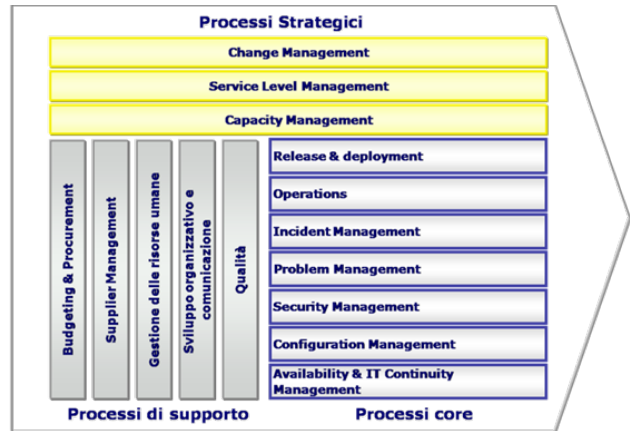 Processi Strategici
Change Management
Service Level Management
Capacity Management
Budgeting & Procurement
Supplier Management
Gestione delle risorse umane
Sviluppo organizzativo e
comunicazione
Qualità
Release & deployment
Operations
Incident Management
Problem Management
Security Management
Configuration Management
Availability & IT Continuity
Management
Processi di supporto
Processi core